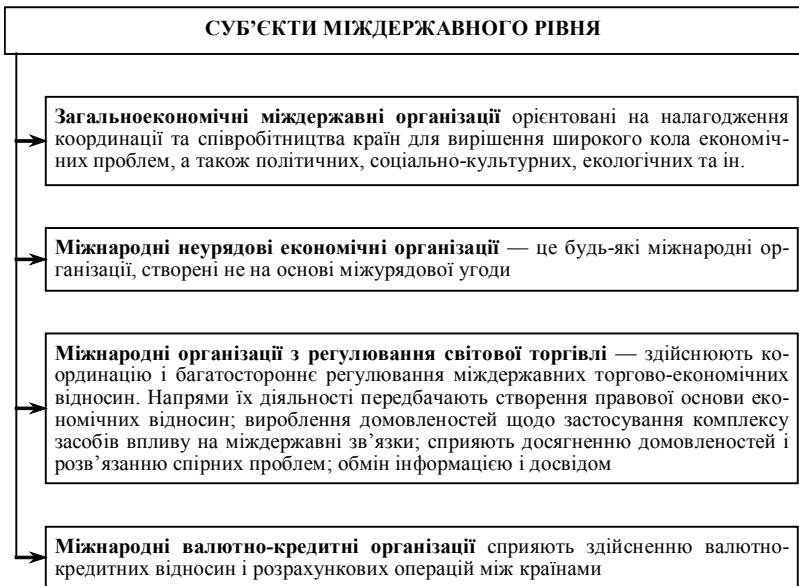 СУБ’ЄКТИ МІЖДЕРЖАВНОГО РІВНЯ
Загальноекономічні міждержавні організації орієнтовані на налагодження
координації та співробітництва країн для вирішення широкого кола економіч-
них проблем, а також політичних, соціально-культурних, екологічних та ін.
Міжнародні неурядові економічні організації — це будь-які міжнародні ор-
ганізації, створені не на основі міжурядової угоди
Міжнародні організації з регулювання світової торгівлі — здійснюють ко-
ординацію і багатостороннє регулювання міждержавних торгово-економічних
відносин. Напрями їх діяльності передбачають створення правової основи еко-
номічних відносин; вироблення домовленостей щодо застосування комплексу
засобів впливу на міждержавні зв’язки; сприяють досягненню домовленостей і
розв’язанню спірних проблем; обмін інформацією і досвідом
Міжнародні валютно-кредитні організації сприяють здійсненню валютно-
кредитних відносин і розрахункових операцій між країнами